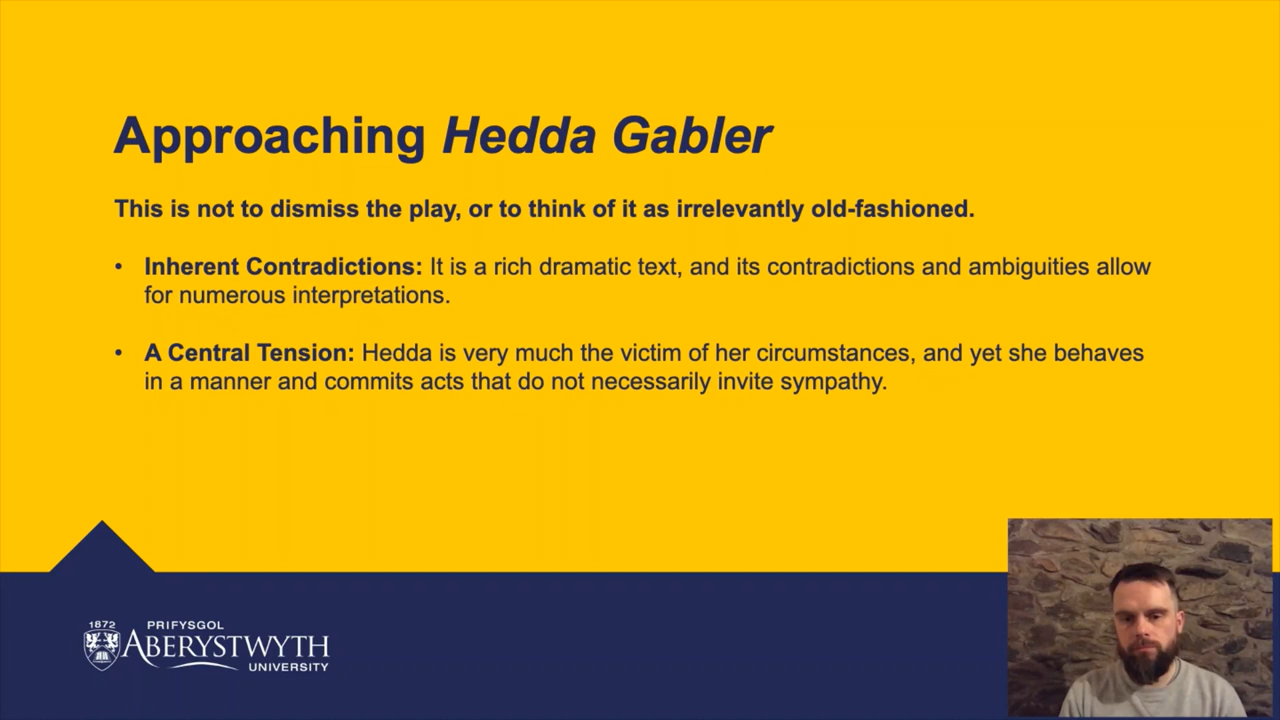 Approaching Hedda Gabler
This is not to dismiss the play, or to think of it as irrelevantly old-fashioned.
• Inherent Contradictions: It is a rich dramatic text, and its contradictions and ambiguities allow
for numerous interpretations.
• A Central Tension: Hedda is very much the victim of her circumstances, and yet she behaves
in a manner and commits acts that do not necessarily invite sympathy.
1872 PRIFYSGOL
ABERYSTWYTH
UNIVERSITY